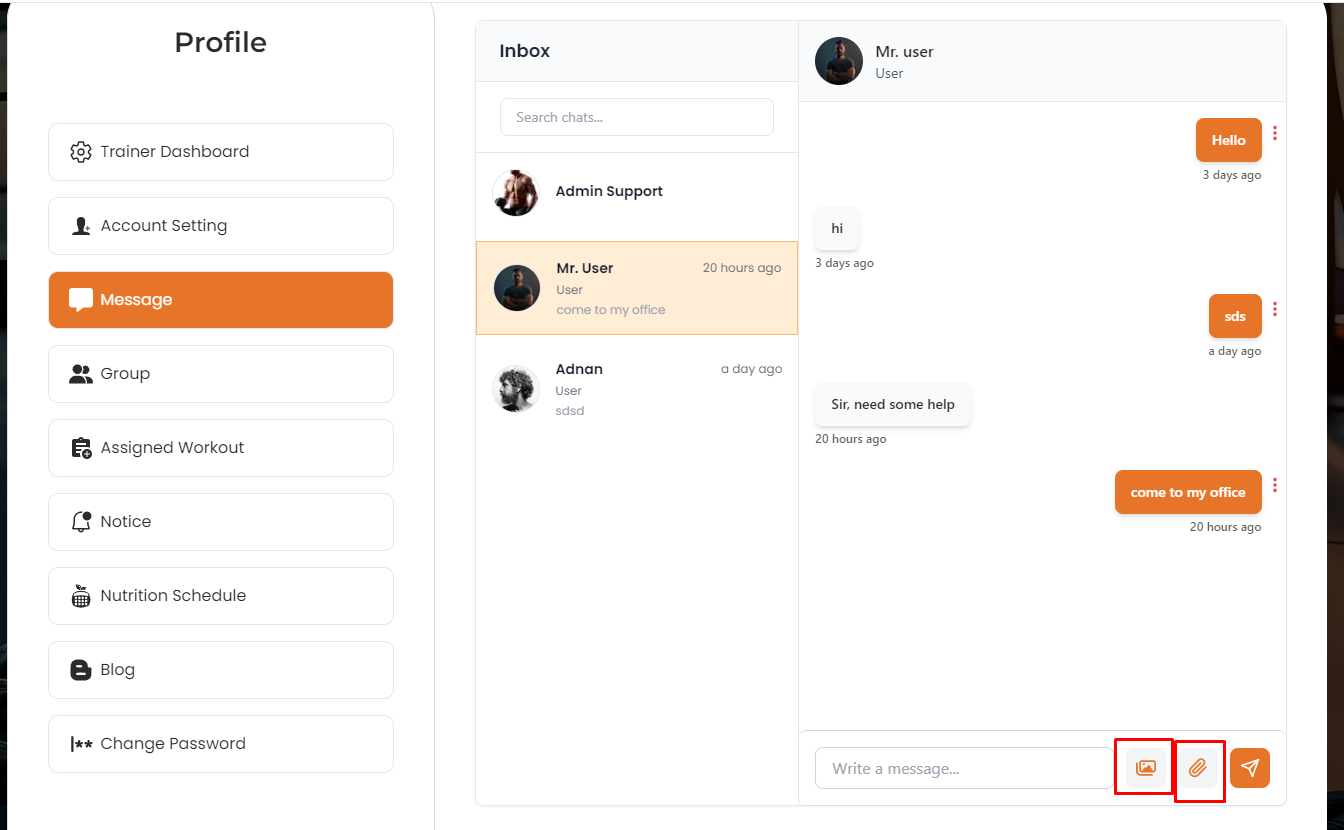 Profile
Trainer Dashboard
Account Setting
Message
Group
Assigned Workout
Notice
Nutrition Schedule
Blog
|** Change Password
Inbox
Search chats...
Admin Support
Mr. User 20 hours ago
User
come to my office
Adnan a day ago
User
sdsd
Mr. user
User
Hello
3 days ago
hi
3 days ago
sds
a day ago
Sir, need some help
20 hours ago
come to my office
20 hours ago
Write a message...